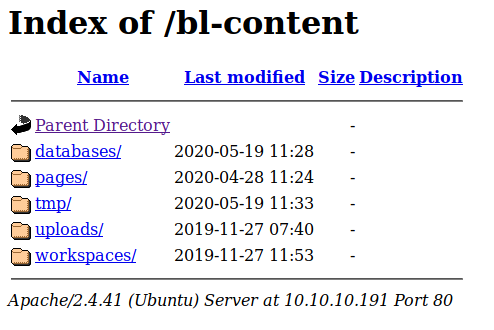 Index of /bl-content
Name Last modified Size Description
Parent Directory -
databases/ 2020-05-19 11:28 -
pages/ 2020-04-28 11:24 -
tmp/ 2020-05-19 11:33 -
uploads/ 2019-11-27 07:40 -
workspaces/ 2019-11-27 11:53 -
Apache/2.4.41 (Ubuntu) Server at 10.10.10.191 Port 80